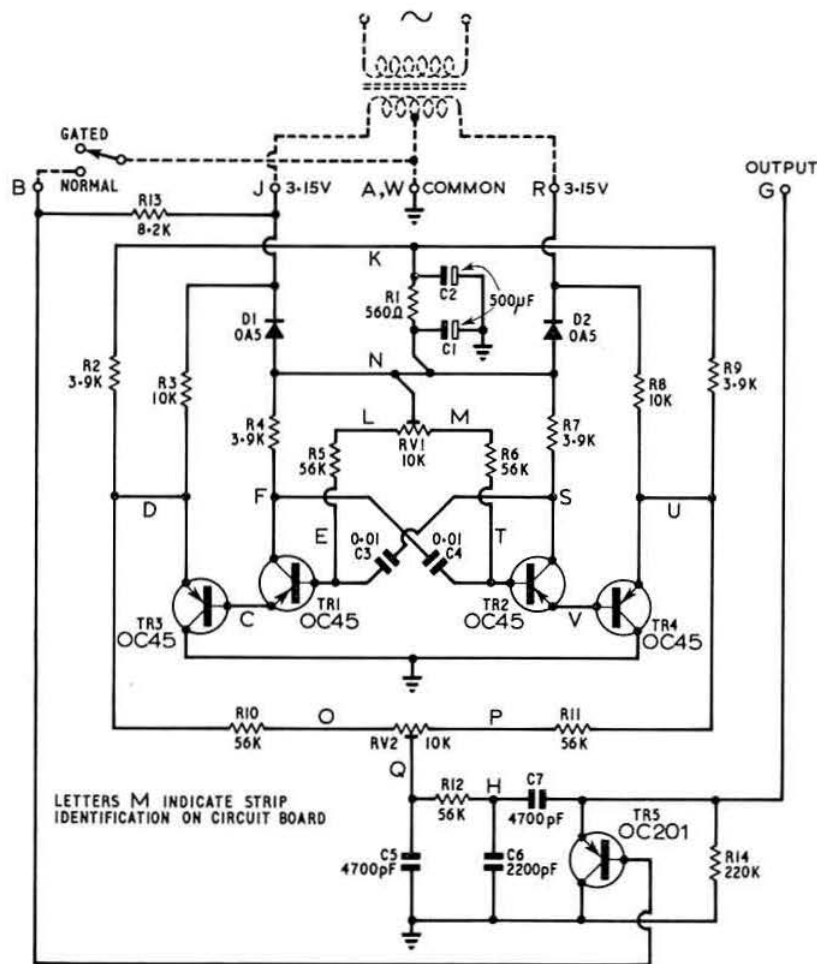 GATED
NORMAL
B
J
3·15V
A,W
COMMON
R
3·15V
OUTPUT
G
R13
8·2K
K
C2
R1
560Ω
500µF
C1
D1
OA5
D2
OA5
R2
3·9K
R3
10K
N
R8
10K
R9
3·9K
R4
3·9K
L
M
R7
3·9K
R5
56K
RV1
10K
R6
56K
D
F
S
U
E
0·01
C3
0·01
C4
T
TR3
OC45
C
TR1
OC45
TR2
OC45
V
TR4
OC45
R10
56K
O
RV2
10K
P
R11
56K
Q
LETTERS M INDICATE STRIP
IDENTIFICATION ON CIRCUIT BOARD
R12
56K
H
C7
4700pF
TR5
OC201
C5
4700pF
C6
2200pF
R14
220K